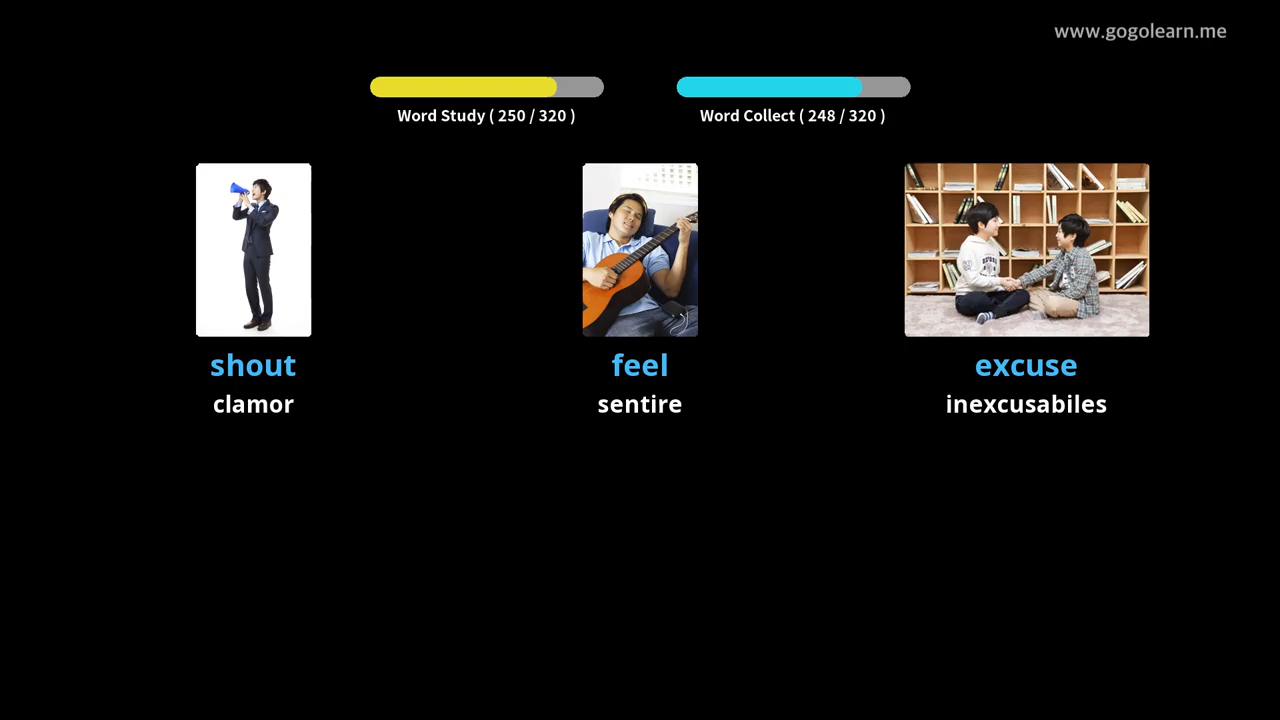 www.gogolearn.me
Word Study ( 250 / 320 )
Word Collect ( 248 / 320 )
shout
clamor
feel
sentire
excuse
inexcusabiles